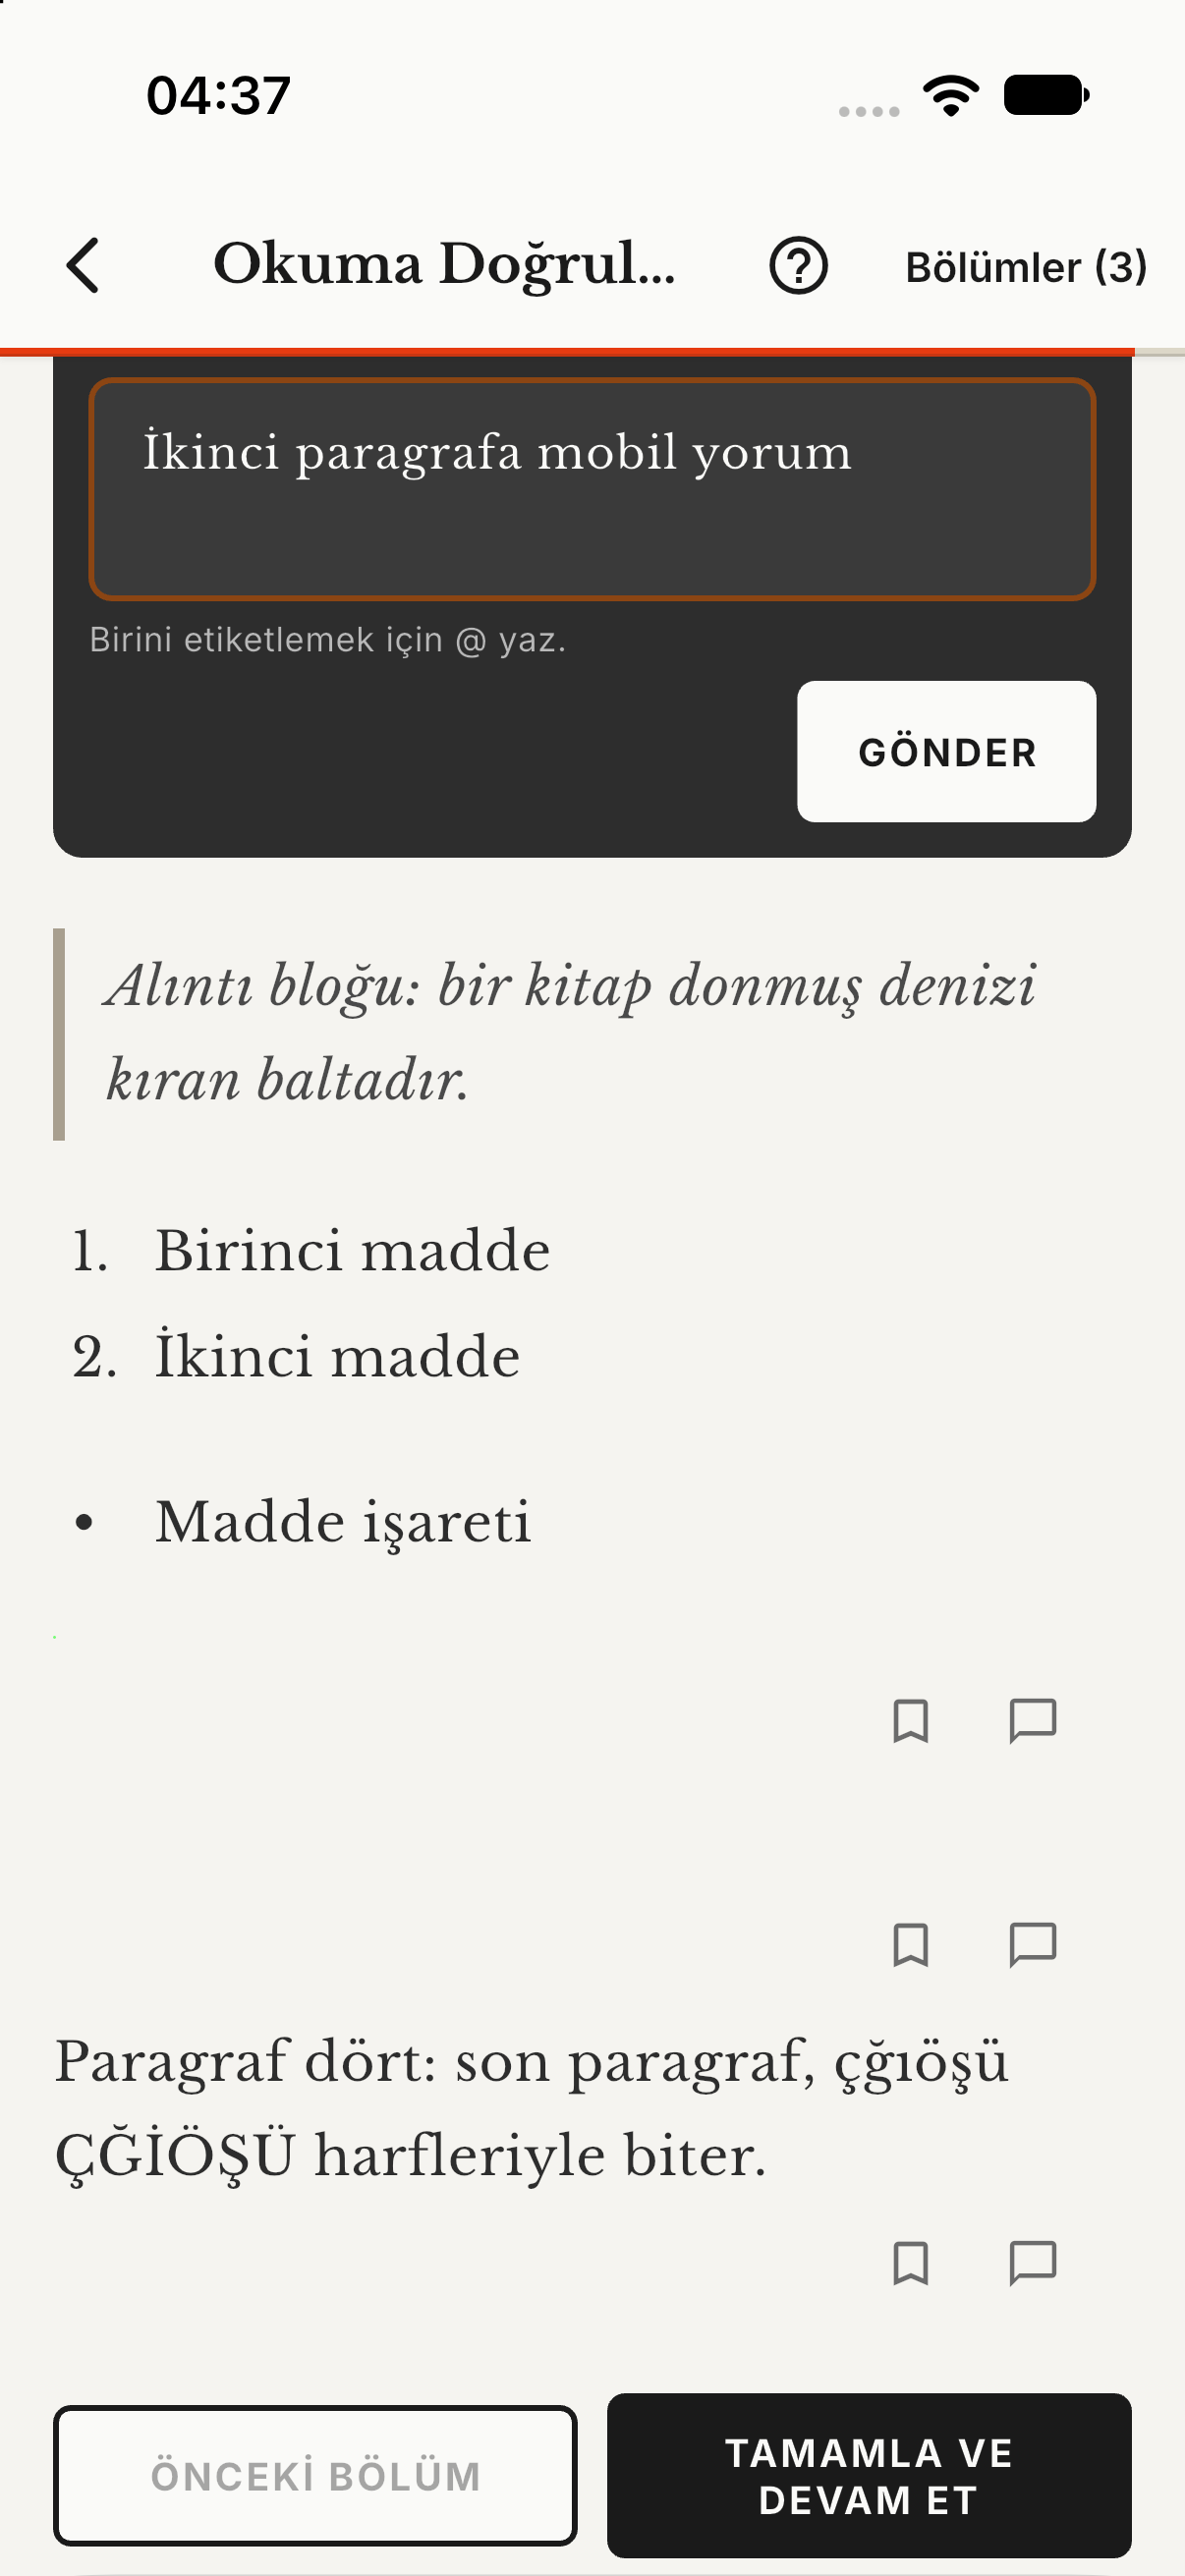 04:37
Okuma Doğrul...
Bölümler (3)
İkinci paragrafa mobil yorum
Birini etiketlemek için @ yaz.
GÖNDER
Alıntı bloğu: bir kitap donmuş denizi
kıran baltadır.
1. Birinci madde
2. İkinci madde
• Madde işareti
Paragraf dört: son paragraf, çğıöşü
ÇĞİÖŞÜ harfleriyle biter.
ÖNCEKİ BÖLÜM
TAMAMLA VE
DEVAM ET